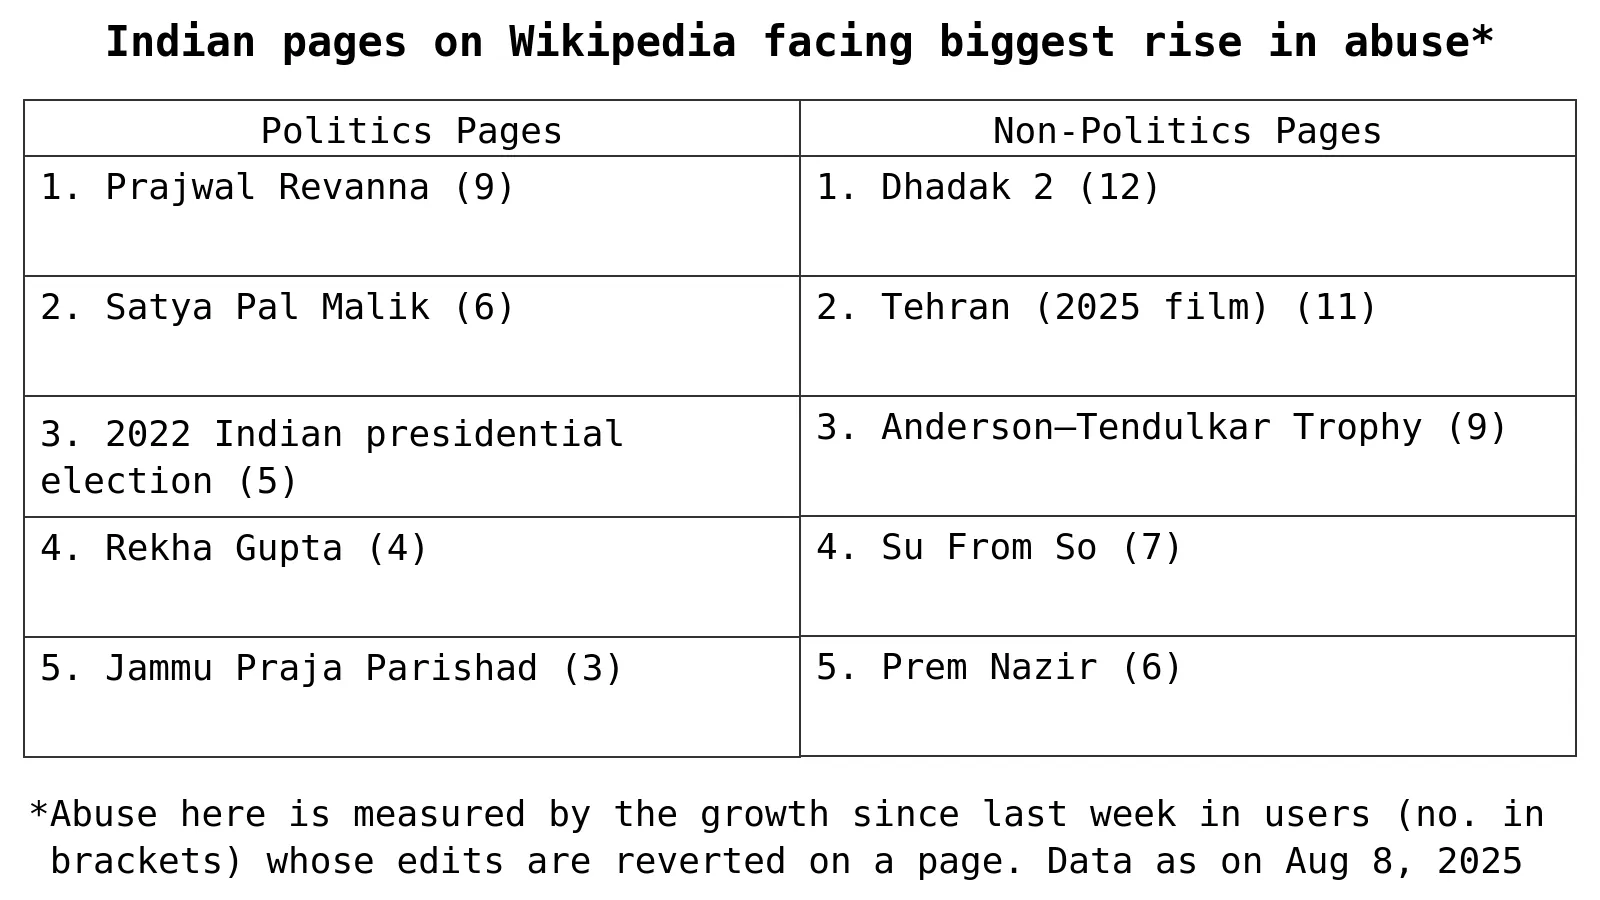 Indian pages on Wikipedia facing biggest rise in abuse*
Politics Pages
Non-Politics Pages
1. Prajwal Revanna (9)
1. Dhadak 2 (12)
2. Satya Pal Malik (6)
2. Tehran (2025 film) (11)
3. 2022 Indian presidential
election (5)
3. Anderson–Tendulkar Trophy (9)
4. Rekha Gupta (4)
4. Su From So (7)
5. Jammu Praja Parishad (3)
5. Prem Nazir (6)
*Abuse here is measured by the growth since last week in users (no. in
brackets) whose edits are reverted on a page. Data as on Aug 8, 2025